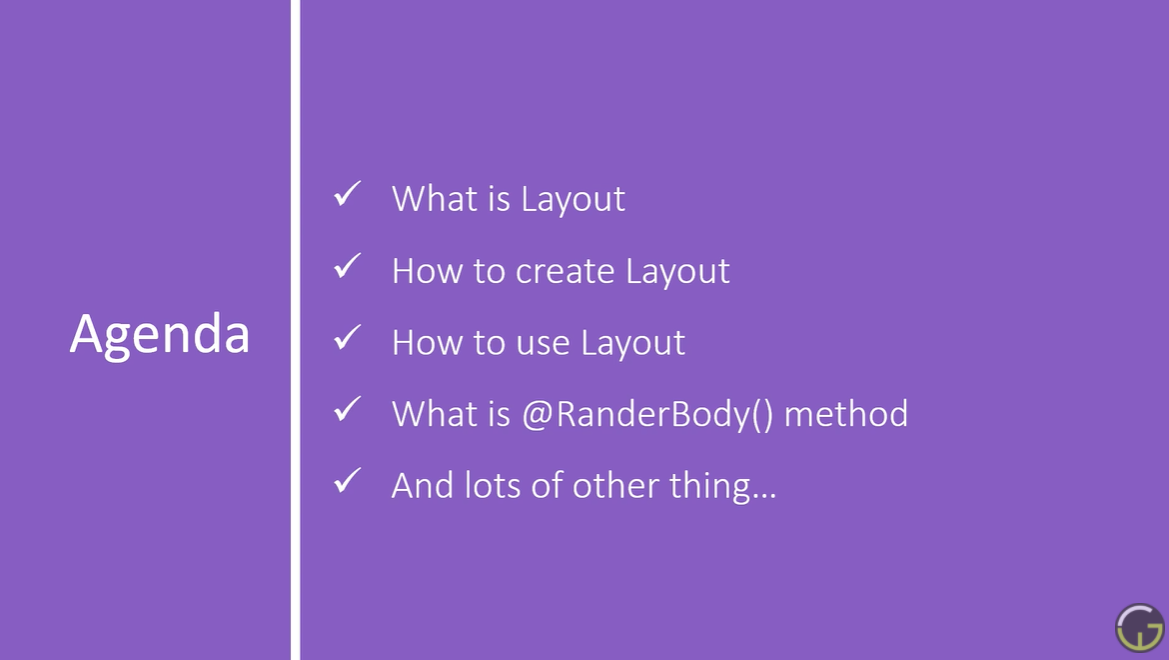 Agenda
✓ What is Layout
✓ How to create Layout
✓ How to use Layout
✓ What is @RanderBody() method
✓ And lots of other thing...